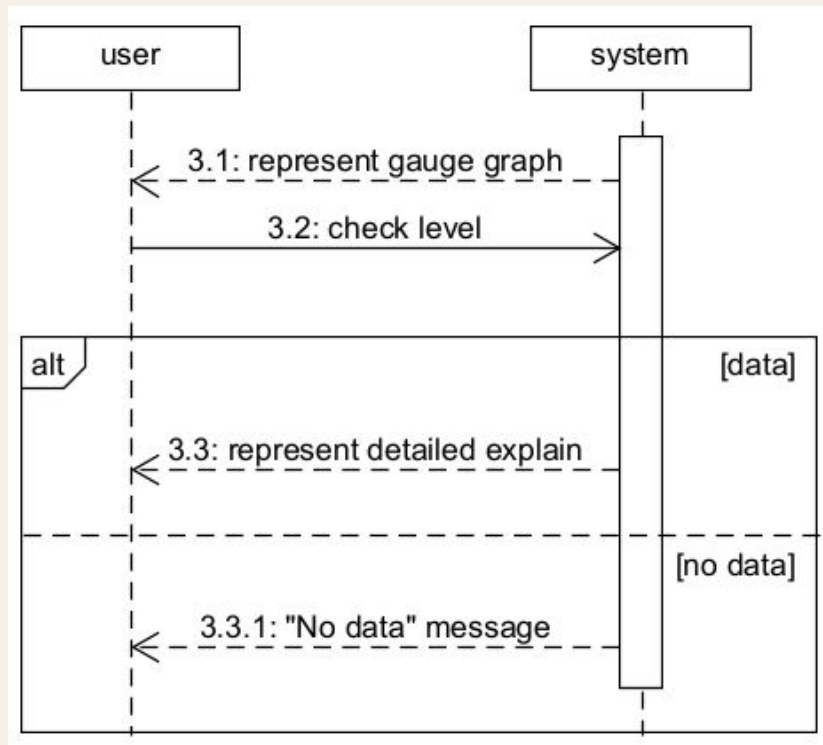 user
system
3.1: represent gauge graph
3.2: check level
alt
[data]
3.3: represent detailed explain
[no data]
3.3.1: "No data" message